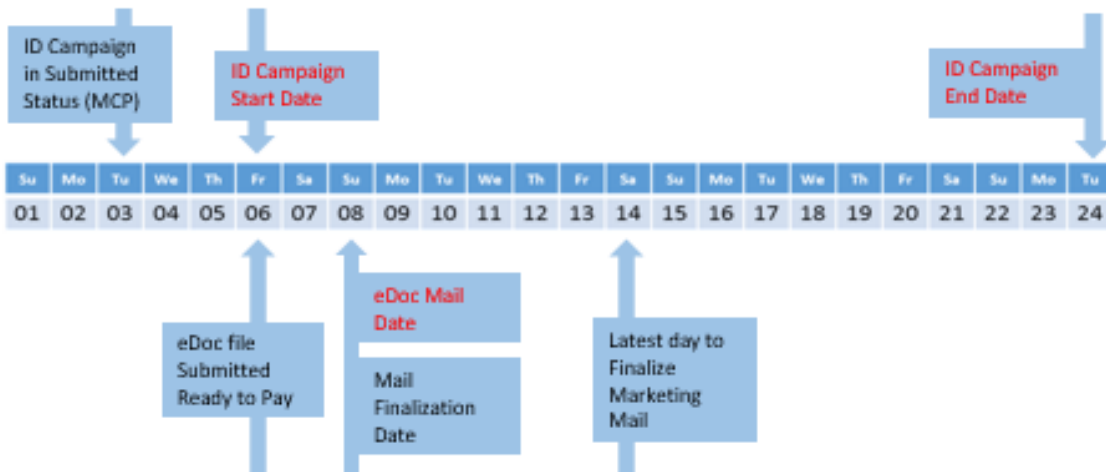 ID Campaign
in Submitted
Status (MCP)
ID Campaign
Start Date
ID Campaign
End Date
Su Mo Tu We Th Fr Sa Su Mo Tu We Th Fr Sa Su Mo Tu We Th Fr Sa Su Mo Tu
01 02 03 04 05 06 07 08 09 10 11 12 13 14 15 16 17 18 19 20 21 22 23 24
eDoc file
Submitted
Ready to Pay
eDoc Mail
Date
Mail
Finalization
Date
Latest day to
Finalize
Marketing
Mail